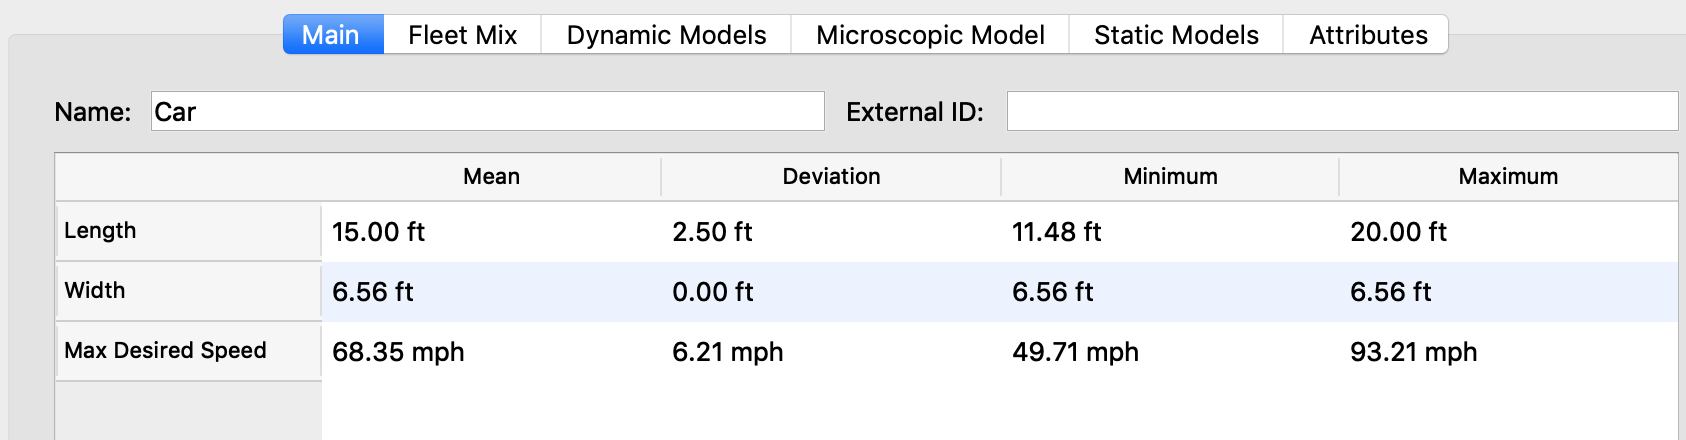 Main Fleet Mix Dynamic Models Microscopic Model Static Models Attributes
Name: Car External ID:
Mean Deviation Minimum Maximum
Length 15.00 ft 2.50 ft 11.48 ft 20.00 ft
Width 6.56 ft 0.00 ft 6.56 ft 6.56 ft
Max Desired Speed 68.35 mph 6.21 mph 49.71 mph 93.21 mph